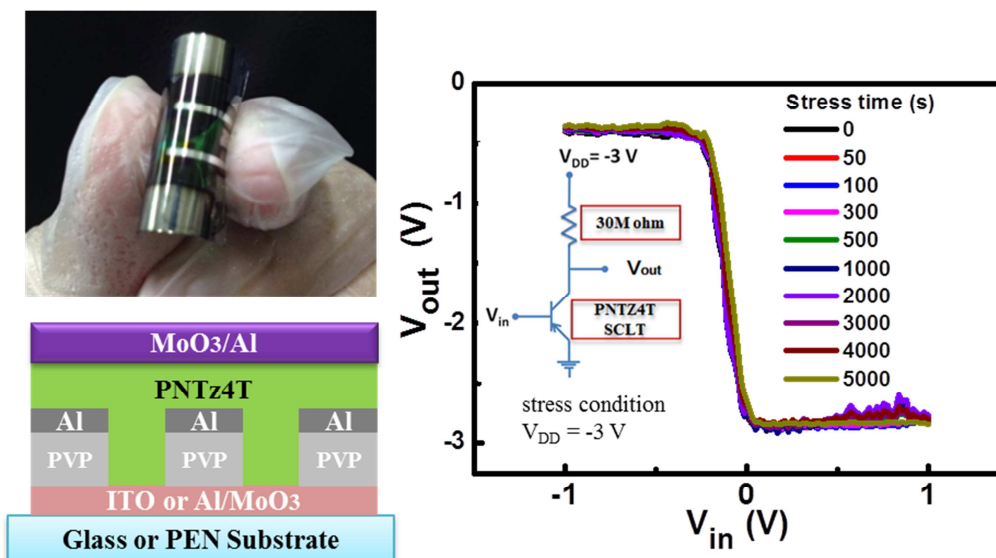 MoO3/Al
PNTz4T
Al Al Al
PVP PVP PVP
ITO or Al/MoO3
Glass or PEN Substrate
Stress time (s)
0
50
100
300
500
1000
2000
3000
4000
5000
VDD= -3 V
30M ohm
Vout
Vin
PNTZ4T
SCLT
stress condition
VDD = -3 V
Vout (V)
0
-1
-2
-3
-1 0 1
Vin (V)